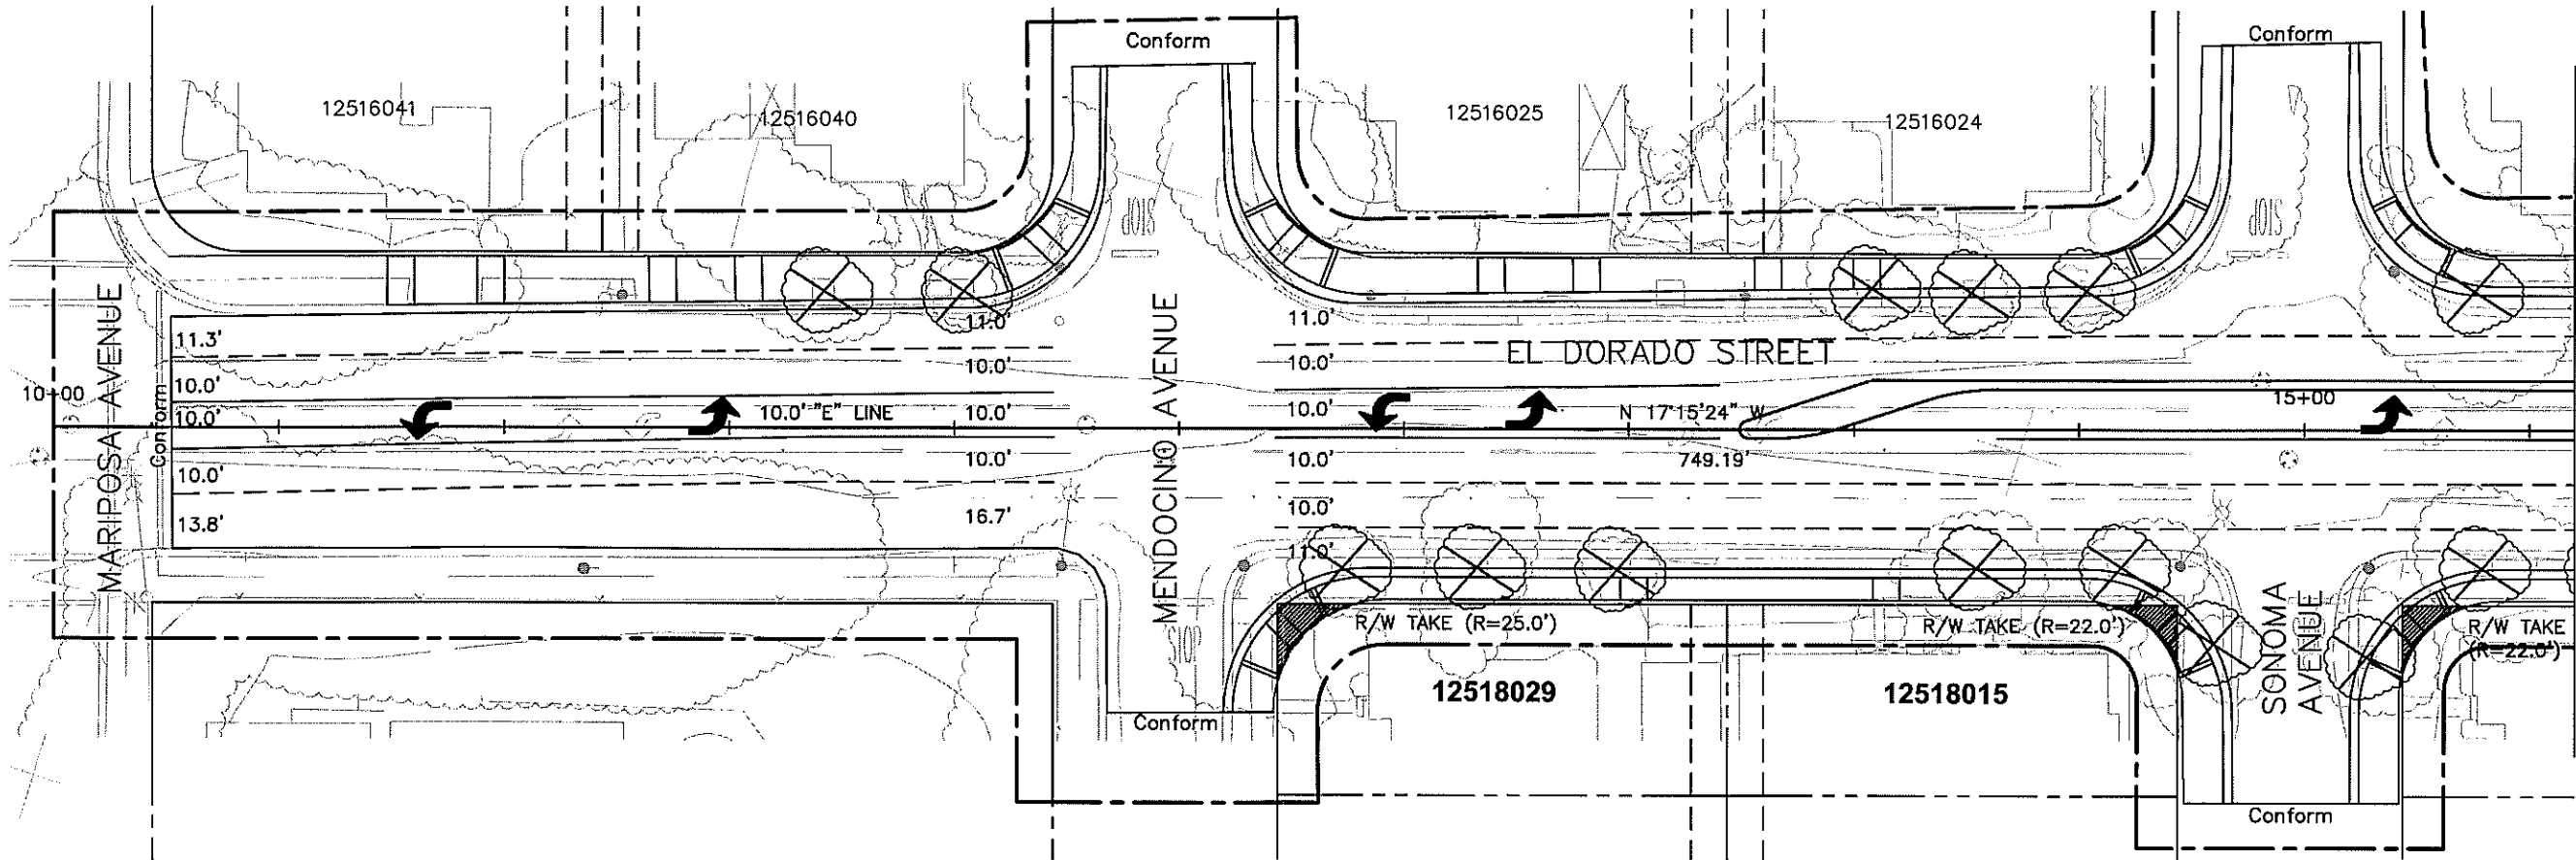 Conform
Conform
12516041
12516040
12516025
12516024
STOP
STOP
MARIPOSA AVENUE
MENDOCINO AVENUE
EL DORADO STREET
11.3'
11.0'
11.0'
10.0'
10.0'
10.0'
10+00
Conform
10.0'
10.0' "E" LINE
10.0'
10.0'
N 17°15'24" W
15+00
10.0'
10.0'
10.0'
749.19'
13.8'
16.7'
10.0'
11.0'
STOP
R/W TAKE (R=25.0')
R/W TAKE (R=22.0')
R/W TAKE
(R=22.0')
12518029
12518015
SONOMA
AVENUE
Conform
Conform